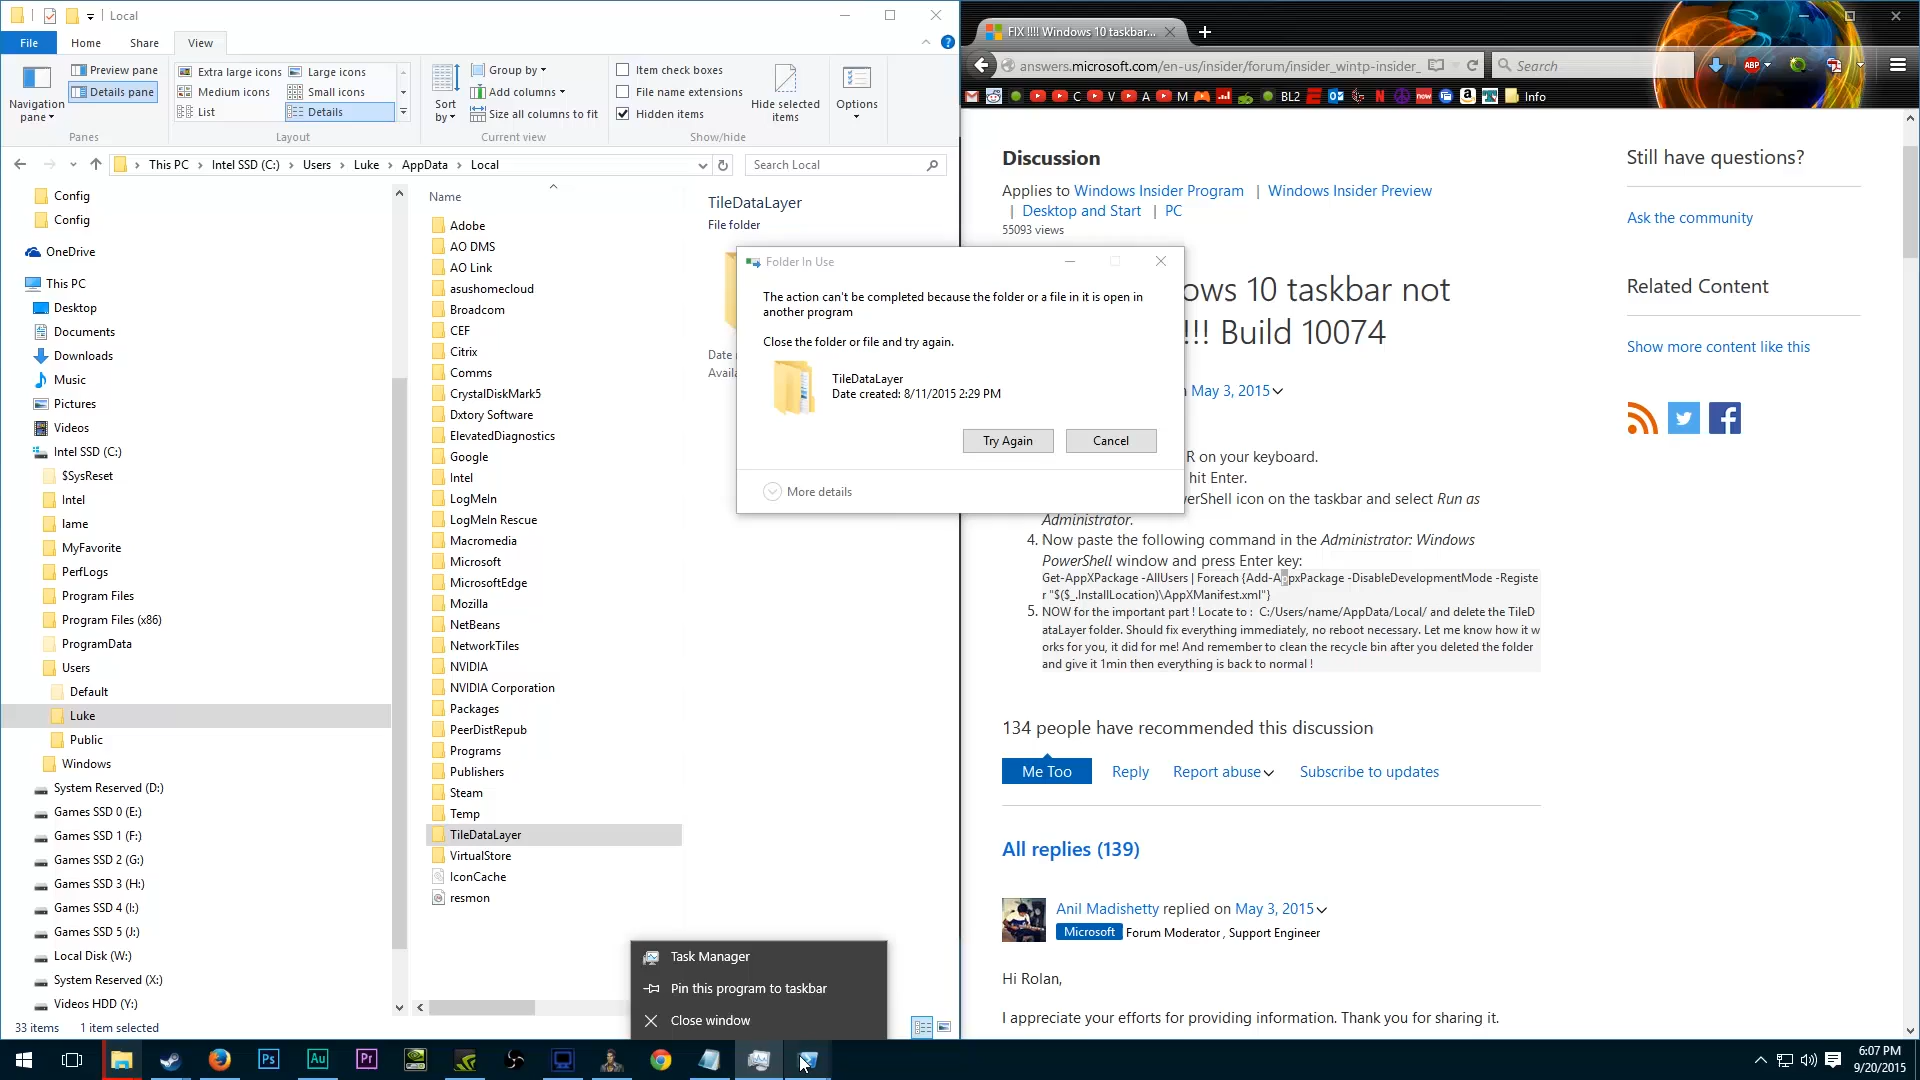 Local
File
Home
Share
View
Navigation
pane
Preview pane
Details pane
Panes
Extra large icons
Large icons
Medium icons
Small icons
List
Details
Layout
Sort
by
Group by
Add columns
Size all columns to fit
Current view
Item check boxes
File name extensions
Hidden items
Hide selected
items
Show/hide
Options
This PC
Intel SSD (C:)
Users
Luke
AppData
Local
Search Local
Config
Config
OneDrive
This PC
Desktop
Documents
Downloads
Music
Pictures
Videos
Intel SSD (C:)
$SysReset
Intel
lame
MyFavorite
PerfLogs
Program Files
Program Files (x86)
ProgramData
Users
Default
Luke
Public
Windows
System Reserved (D:)
Games SSD 0 (E:)
Games SSD 1 (F:)
Games SSD 2 (G:)
Games SSD 3 (H:)
Games SSD 4 (I:)
Games SSD 5 (J:)
Local Disk (W:)
System Reserved (X:)
Videos HDD (Y:)
33 items
1 item selected
Name
Adobe
AO DMS
AO Link
asushomecloud
Broadcom
CEF
Citrix
Comms
CrystalDiskMark5
Dxtory Software
ElevatedDiagnostics
Google
Intel
LogMeIn
LogMeIn Rescue
Macromedia
Microsoft
MicrosoftEdge
Mozilla
NetBeans
NetworkTiles
NVIDIA
NVIDIA Corporation
Packages
PeerDistRepub
Programs
Publishers
Steam
Temp
TileDataLayer
VirtualStore
IconCache
resmon
TileDataLayer
File folder
Date
Availa
Folder In Use
The action can't be completed because the folder or a file in it is open in
another program
Close the folder or file and try again.
TileDataLayer
Date created: 8/11/2015 2:29 PM
Try Again
Cancel
More details
Task Manager
Pin this program to taskbar
Close window
FIX !!!! Windows 10 taskbar...
answers.microsoft.com/en-us/insider/forum/insider_wintp-insider_
Search
ABP
C
V
A
M
BL2
now
Info
Discussion
Applies to Windows Insider Program | Windows Insider Preview
| Desktop and Start | PC
55093 views
ows 10 taskbar not
!!! Build 10074
May 3, 2015
R on your keyboard.
hit Enter.
erShell icon on the taskbar and select Run as
Administrator.
4. Now paste the following command in the Administrator: Windows
PowerShell window and press Enter key:
Get-AppXPackage -AllUsers | Foreach {Add-AppxPackage -DisableDevelopmentMode -Registe
r "$($_.InstallLocation)\AppXManifest.xml"}
5. NOW for the important part ! Locate to : C:/Users/name/AppData/Local/ and delete the TileD
ataLayer folder. Should fix everything immediately, no reboot necessary. Let me know how it w
orks for you, it did for me! And remember to clean the recycle bin after you deleted the folder
and give it 1min then everything is back to normal !
134 people have recommended this discussion
Me Too
Reply
Report abuse
Subscribe to updates
All replies (139)
Anil Madishetty replied on May 3, 2015
Microsoft Forum Moderator, Support Engineer
Hi Rolan,
I appreciate your efforts for providing information. Thank you for sharing it.
Still have questions?
Ask the community
Related Content
Show more content like this
Ps
Au
Pr
6:07 PM
9/20/2015